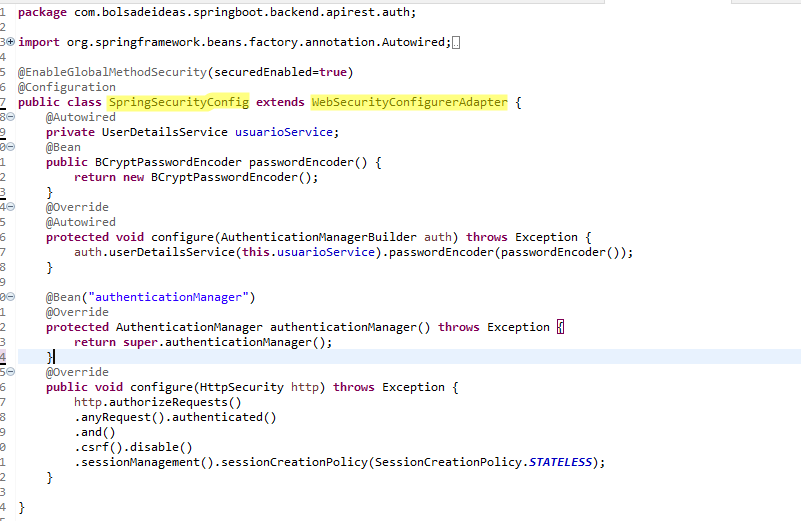 1 package com.bolsadeideas.springboot.backend.apirest.auth;
2
3 import org.springframework.beans.factory.annotation.Autowired;
4
5 @EnableGlobalMethodSecurity(securedEnabled=true)
6 @Configuration
7 public class SpringSecurityConfig extends WebSecurityConfigurerAdapter {
8 @Autowired
9 private UserDetailsService usuarioService;
0 @Bean
1 public BCryptPasswordEncoder passwordEncoder() {
2 return new BCryptPasswordEncoder();
3 }
4 @Override
5 @Autowired
6 protected void configure(AuthenticationManagerBuilder auth) throws Exception {
7 auth.userDetailsService(this.usuarioService).passwordEncoder(passwordEncoder());
8 }
9
0 @Bean("authenticationManager")
1 @Override
2 protected AuthenticationManager authenticationManager() throws Exception {
3 return super.authenticationManager();
4 }
5 @Override
6 public void configure(HttpSecurity http) throws Exception {
7 http.authorizeRequests()
8 .anyRequest().authenticated()
9 .and()
0 .csrf().disable()
1 .sessionManagement().sessionCreationPolicy(SessionCreationPolicy.STATELESS);
2 }
3
4 }